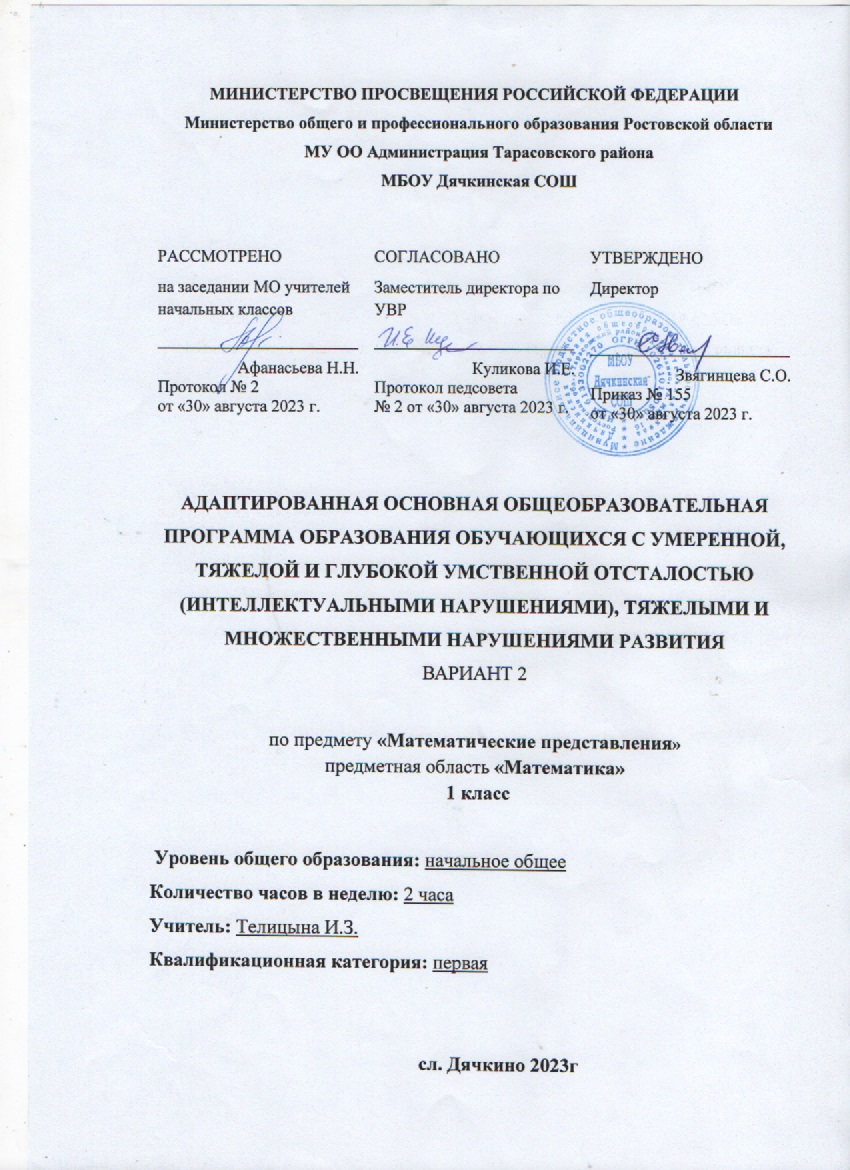 МИНИСТЕРСТВО ПРОСВЕЩЕНИЯ РОССИЙСКОЙ ФЕДЕРАЦИИ
Министерство общего и профессионального образования Ростовской области
МУ ОО Администрация Тарасовского района
МБОУ Дячкинская СОШ
РАССМОТРЕНО
на заседании МО учителей
начальных классов
Афанасьева Н.Н.
Протокол № 2
от «30» августа 2023 г.
СОГЛАСОВАНО
Заместитель директора по
УВР
Куликова И.Е.
Протокол педсовета
№ 2 от «30» августа 2023 г.
УТВЕРЖДЕНО
Директор
Звягинцева С.О.
Приказ № 155
от «30» августа 2023 г.
МБОУ
Дячкинская
СОШ
АДАПТИРОВАННАЯ ОСНОВНАЯ ОБЩЕОБРАЗОВАТЕЛЬНАЯ
ПРОГРАММА ОБРАЗОВАНИЯ ОБУЧАЮЩИХСЯ С УМЕРЕННОЙ,
ТЯЖЕЛОЙ И ГЛУБОКОЙ УМСТВЕННОЙ ОТСТАЛОСТЬЮ
(ИНТЕЛЛЕКТУАЛЬНЫМИ НАРУШЕНИЯМИ), ТЯЖЕЛЫМИ И
МНОЖЕСТВЕННЫМИ НАРУШЕНИЯМИ РАЗВИТИЯ
ВАРИАНТ 2
по предмету «Математические представления»
предметная область «Математика»
1 класс
Уровень общего образования: начальное общее
Количество часов в неделю: 2 часа
Учитель: Телицына И.З.
Квалификационная категория: первая
сл. Дячкино 2023г